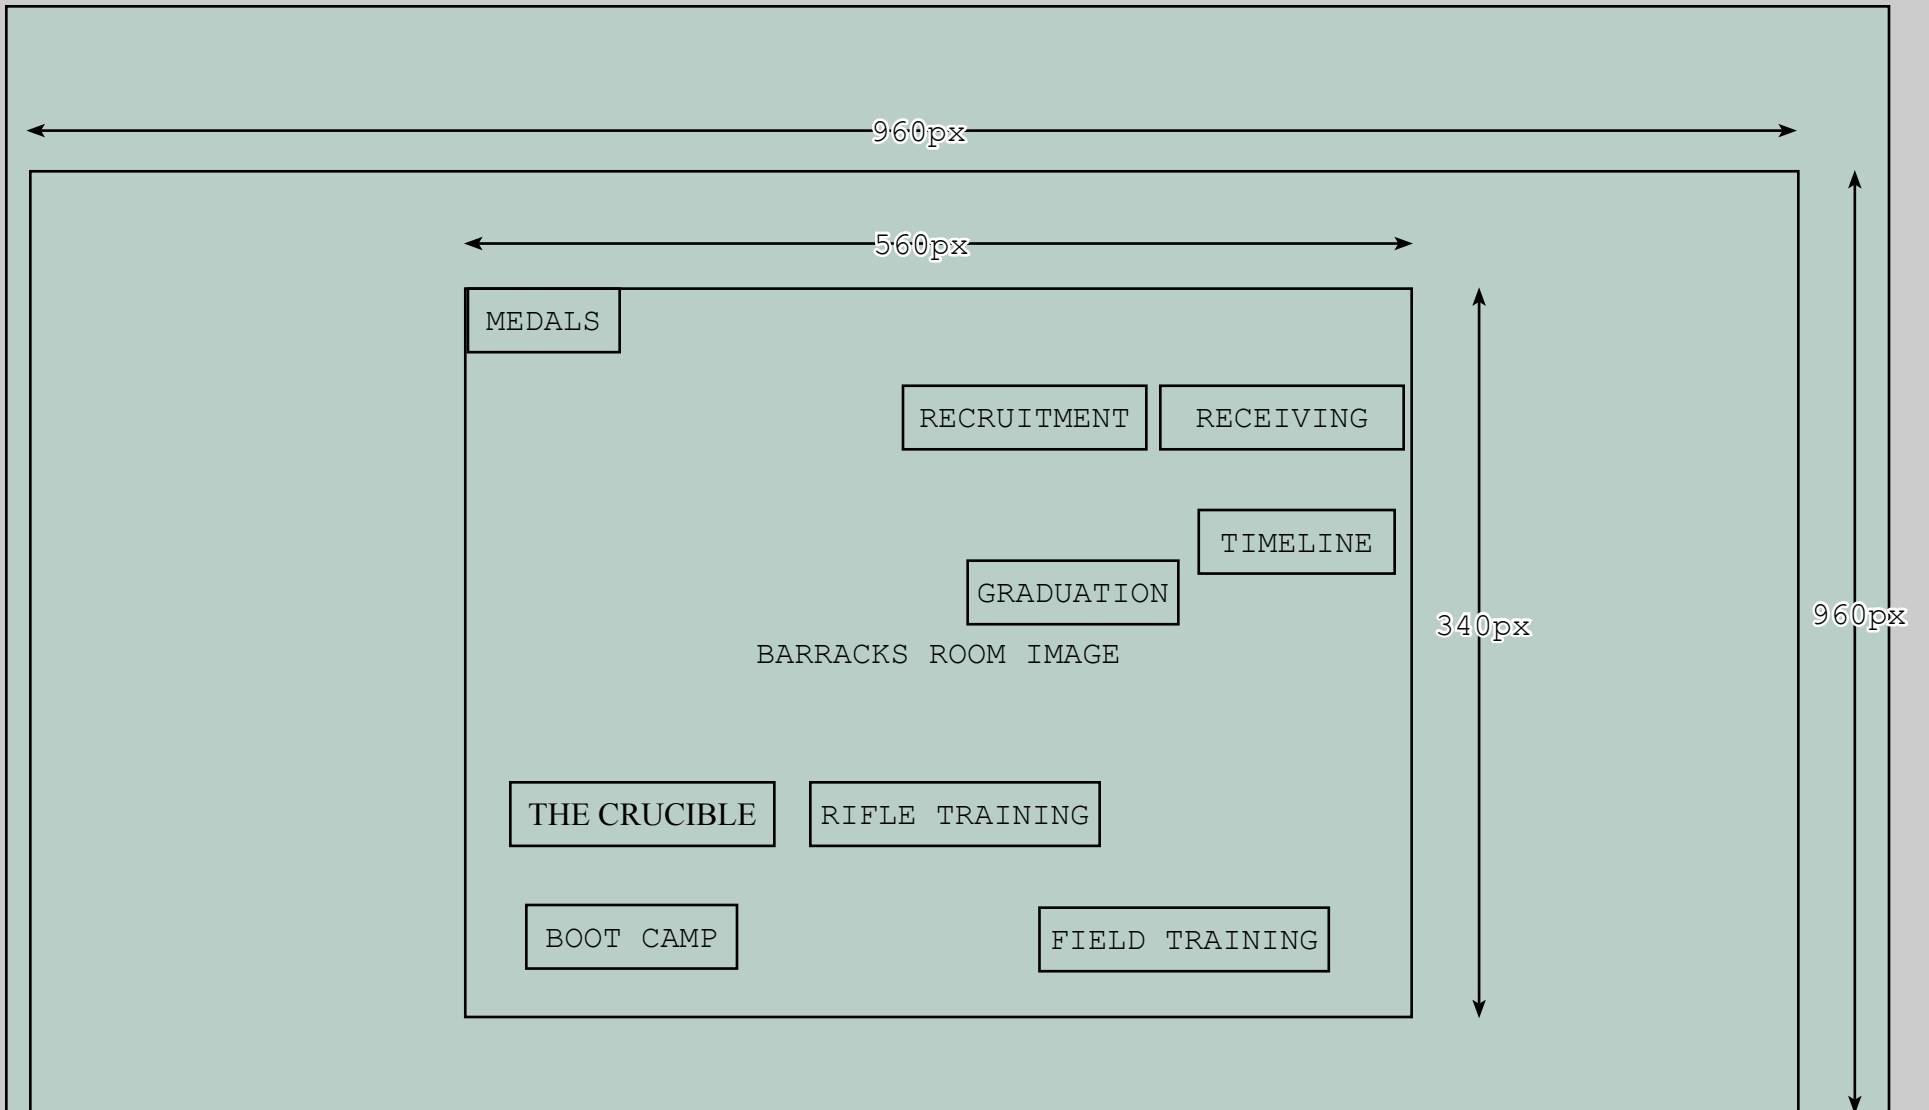 960px
560px
MEDALS
RECRUITMENT
RECEIVING
TIMELINE
GRADUATION
340px
960px
BARRACKS ROOM IMAGE
THE CRUCIBLE
RIFLE TRAINING
BOOT CAMP
FIELD TRAINING